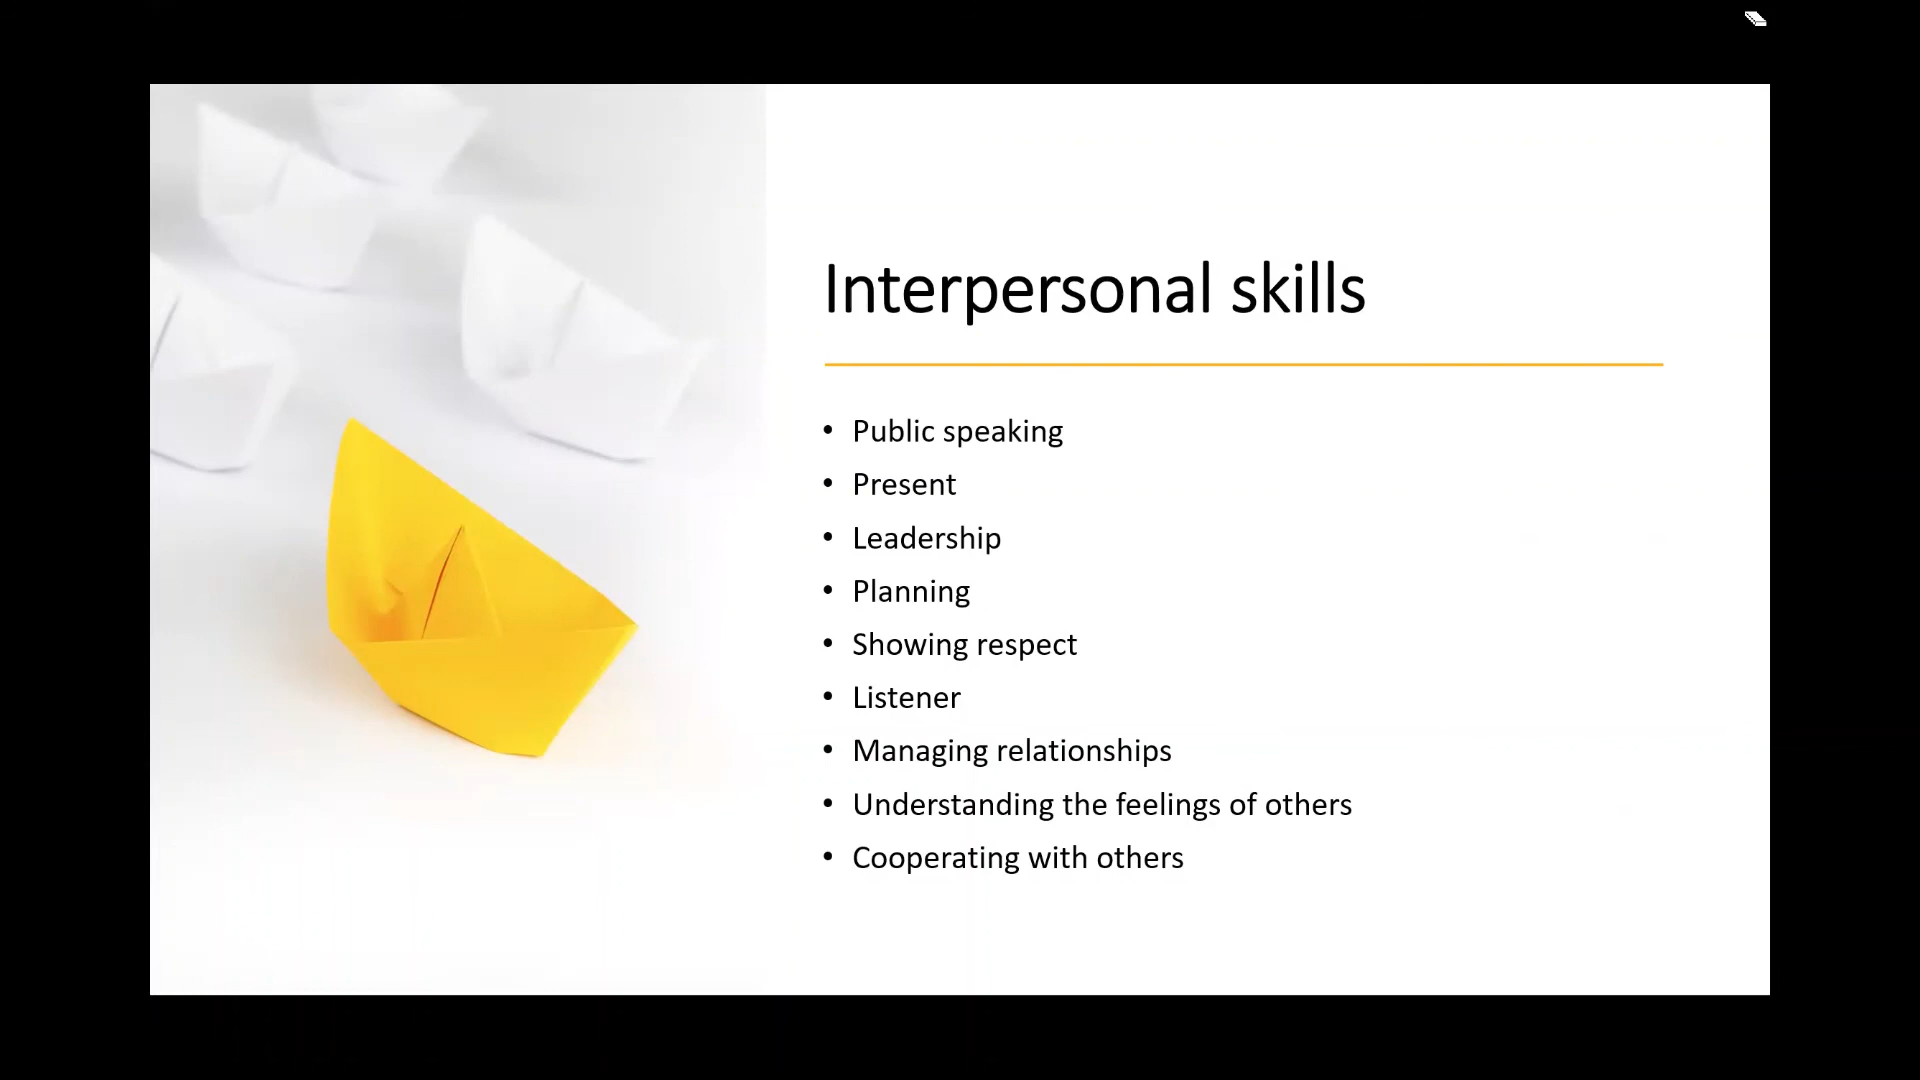 Interpersonal skills
• Public speaking
• Present
• Leadership
• Planning
• Showing respect
• Listener
• Managing relationships
• Understanding the feelings of others
• Cooperating with others